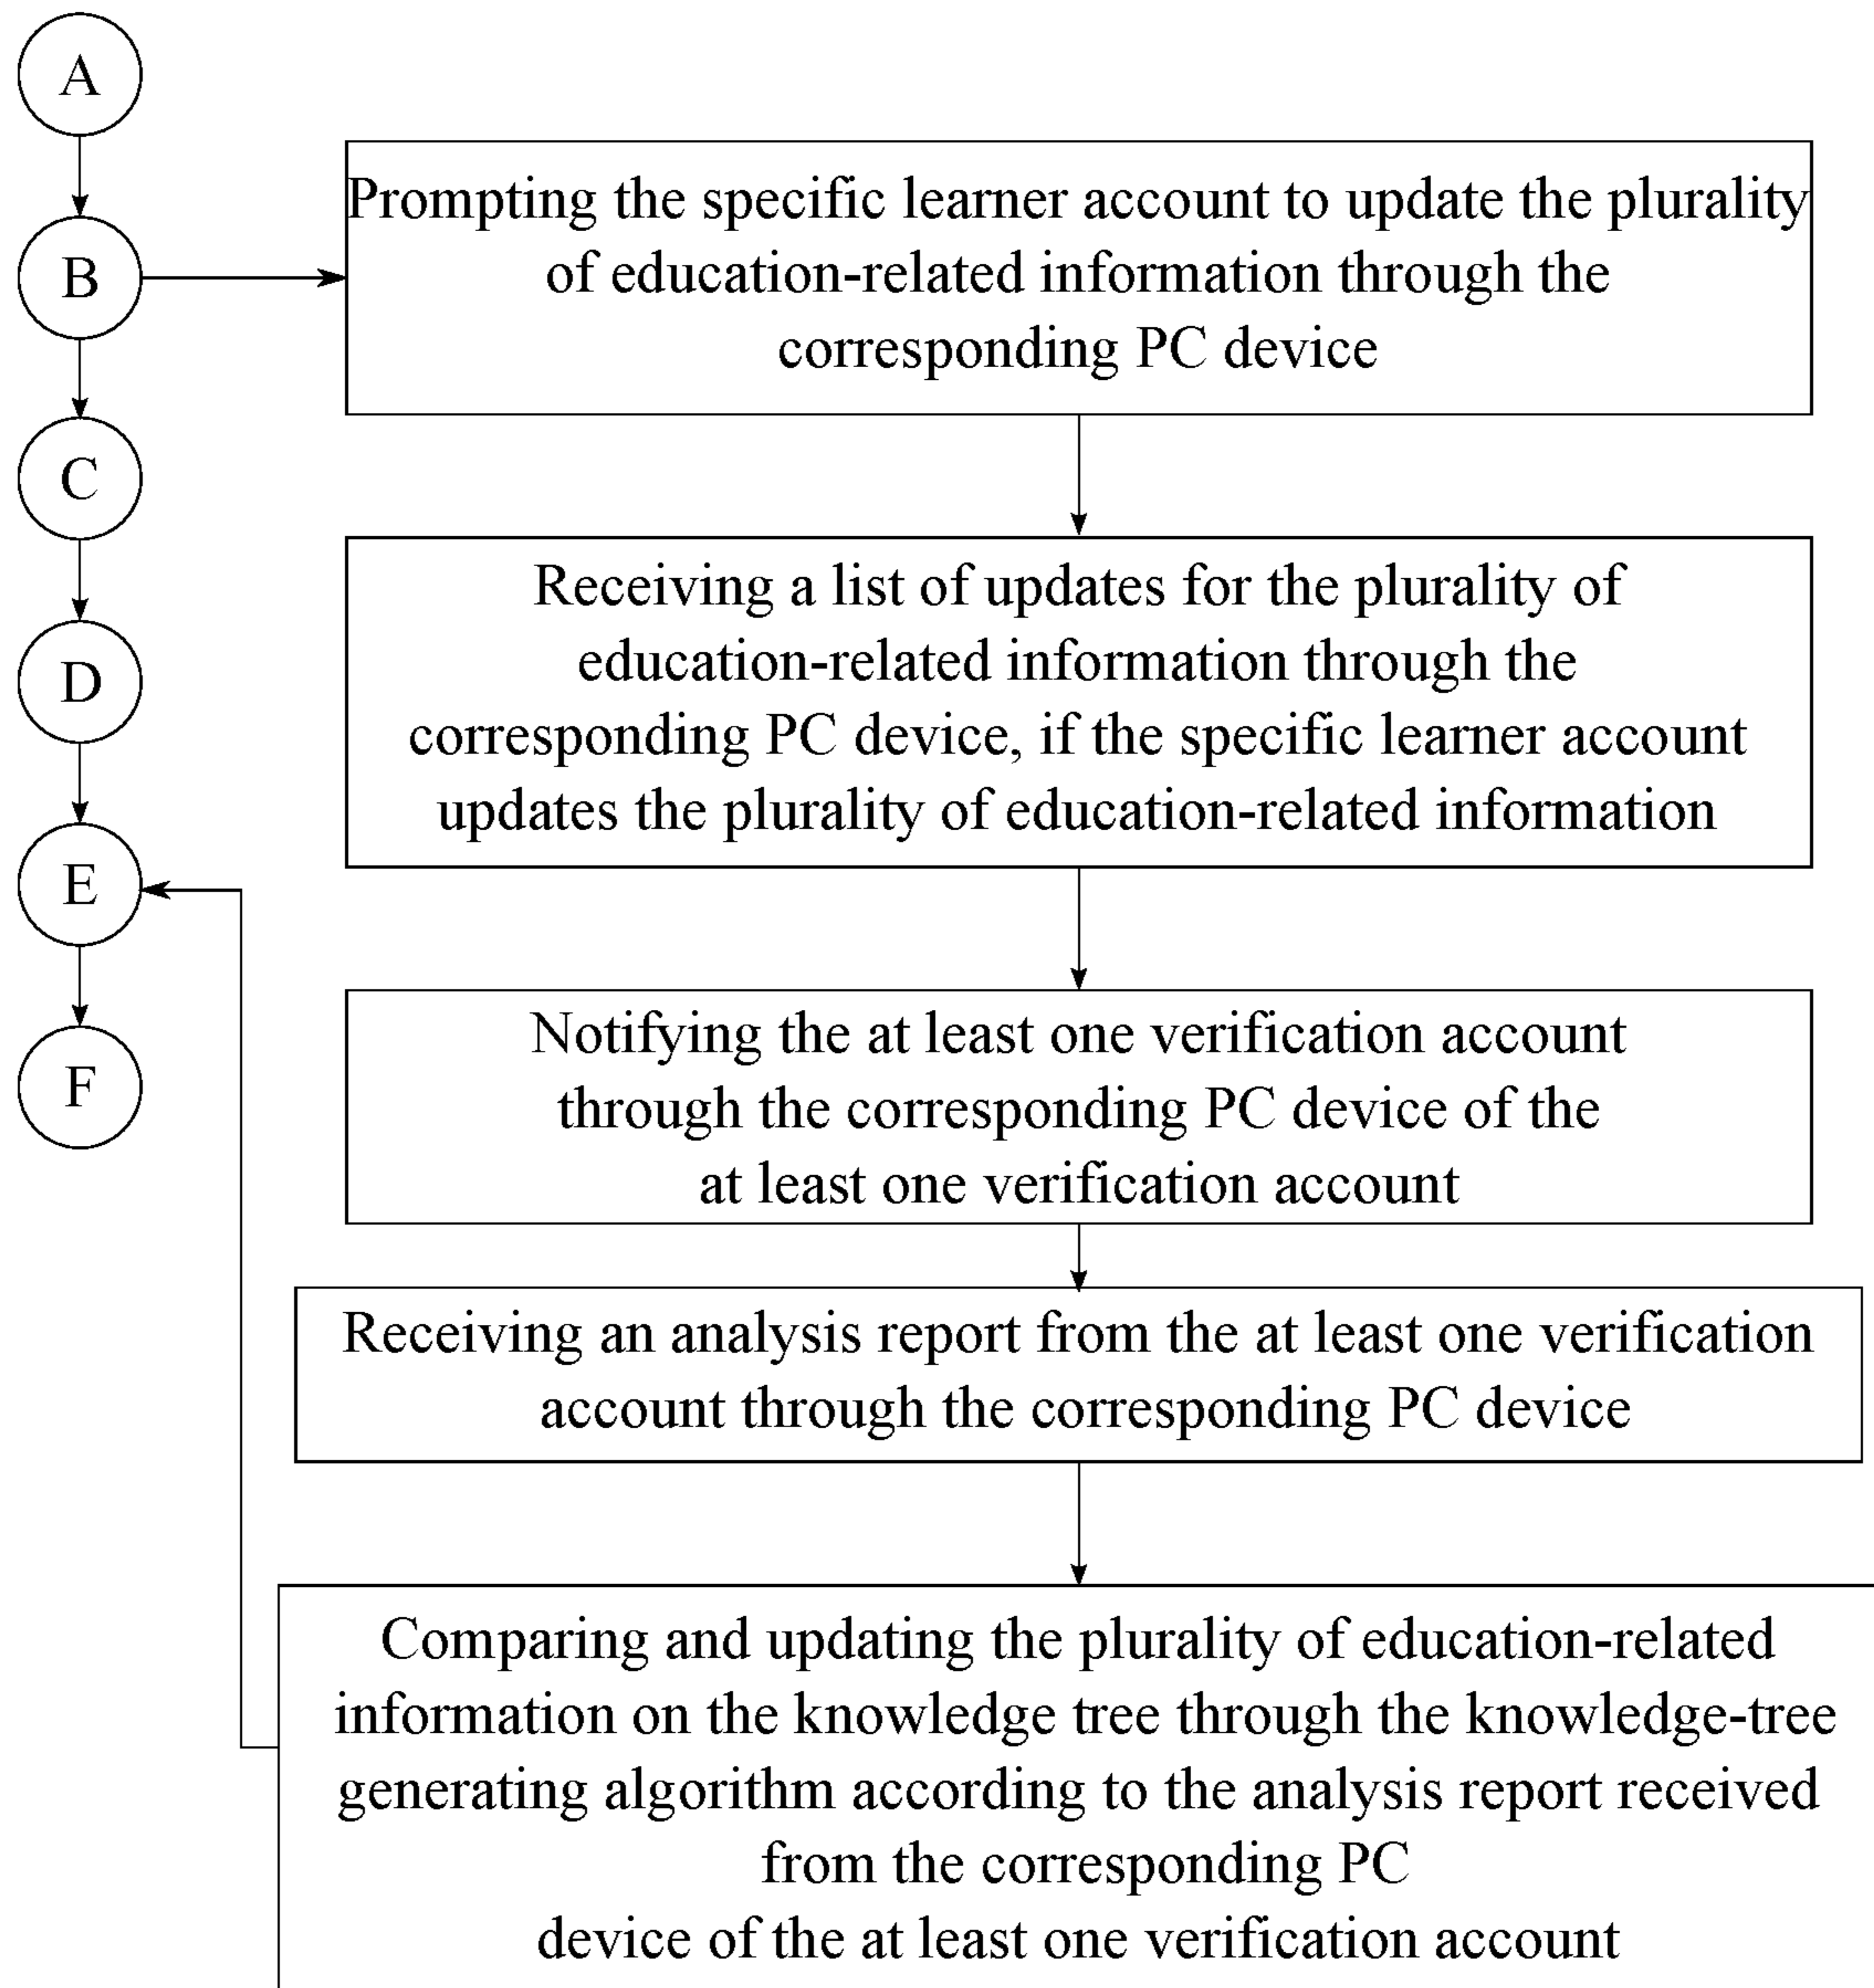 A
B
C
D
E
F
Prompting the specific learner account to update the plurality
of education-related information through the
corresponding PC device
Receiving a list of updates for the plurality of
education-related information through the
corresponding PC device, if the specific learner account
updates the plurality of education-related information
Notifying the at least one verification account
through the corresponding PC device of the
at least one verification account
Receiving an analysis report from the at least one verification
account through the corresponding PC device
Comparing and updating the plurality of education-related
information on the knowledge tree through the knowledge-tree
generating algorithm according to the analysis report received
from the corresponding PC
device of the at least one verification account